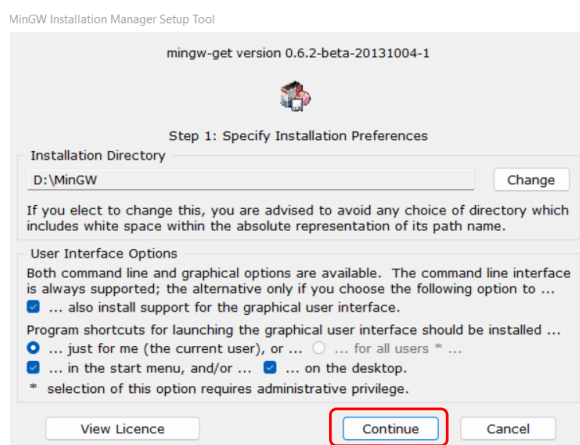 MinGW Installation Manager Setup Tool
mingw-get version 0.6.2-beta-20131004-1
Step 1: Specify Installation Preferences
Installation Directory
D:\MinGW
Change
If you elect to change this, you are advised to avoid any choice of directory which
includes white space within the absolute representation of its path name.
User Interface Options
Both command line and graphical options are available. The command line interface
is always supported; the alternative only if you choose the following option to ...
... also install support for the graphical user interface.
Program shortcuts for launching the graphical user interface should be installed ...
... just for me (the current user), or ... ... for all users * ...
... in the start menu, and/or ... ... on the desktop.
* selection of this option requires administrative privilege.
View Licence Continue Cancel